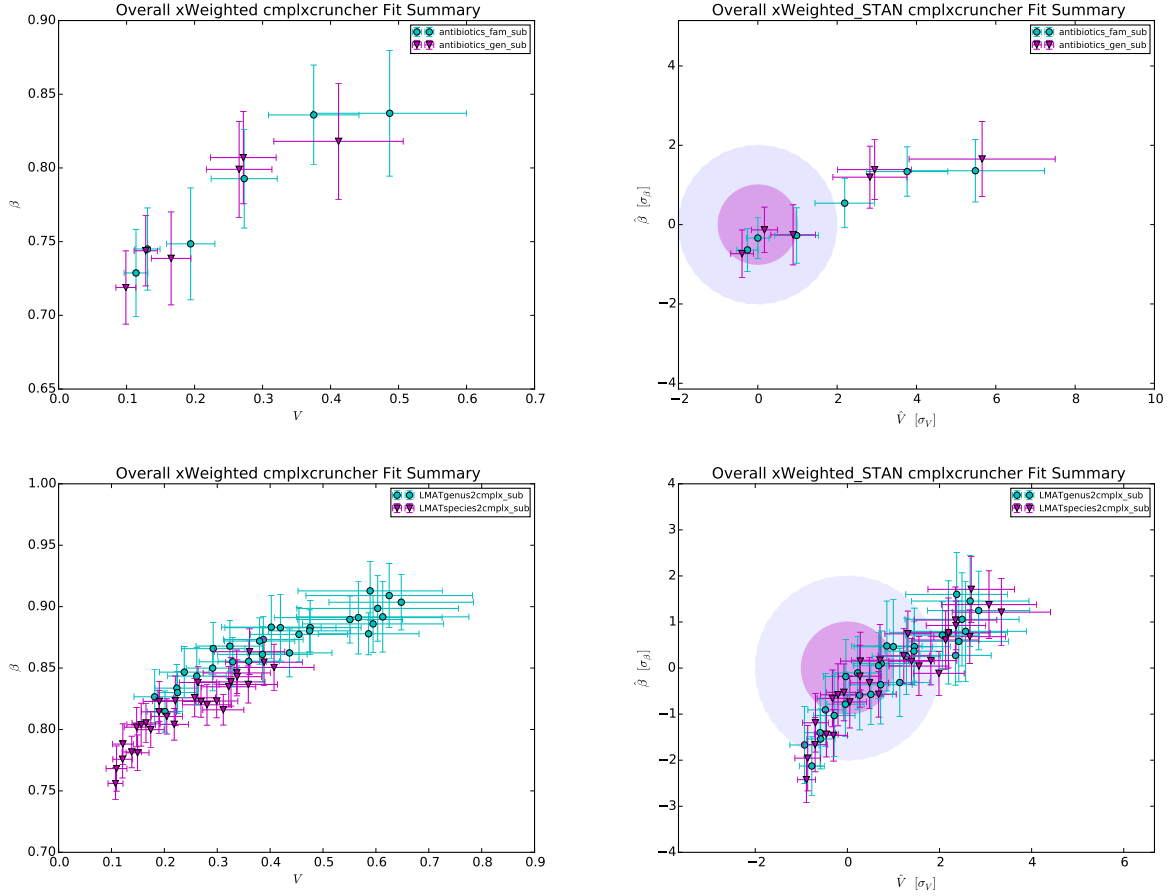 Overall xWeighted cmplxcruncher Fit Summary
0.90
0.85
0.80
0.75
0.70
0.65
β
0.0 0.1 0.2 0.3 0.4 0.5 0.6 0.7
V
antibiotics_fam_sub
antibiotics_gen_sub
Overall xWeighted_STAN cmplxcruncher Fit Summary
4
2
0
−2
−4
β̂ [σβ]
−2 0 2 4 6 8 10
V̂ [σV]
antibiotics_fam_sub
antibiotics_gen_sub
Overall xWeighted cmplxcruncher Fit Summary
1.00
0.95
0.90
0.85
0.80
0.75
0.70
β
0.0 0.1 0.2 0.3 0.4 0.5 0.6 0.7 0.8 0.9
V
LMATgenus2cmplx_sub
LMATspecies2cmplx_sub
Overall xWeighted_STAN cmplxcruncher Fit Summary
4
3
2
1
0
−1
−2
−3
−4
β̂ [σβ]
−2 0 2 4 6
V̂ [σV]
LMATgenus2cmplx_sub
LMATspecies2cmplx_sub